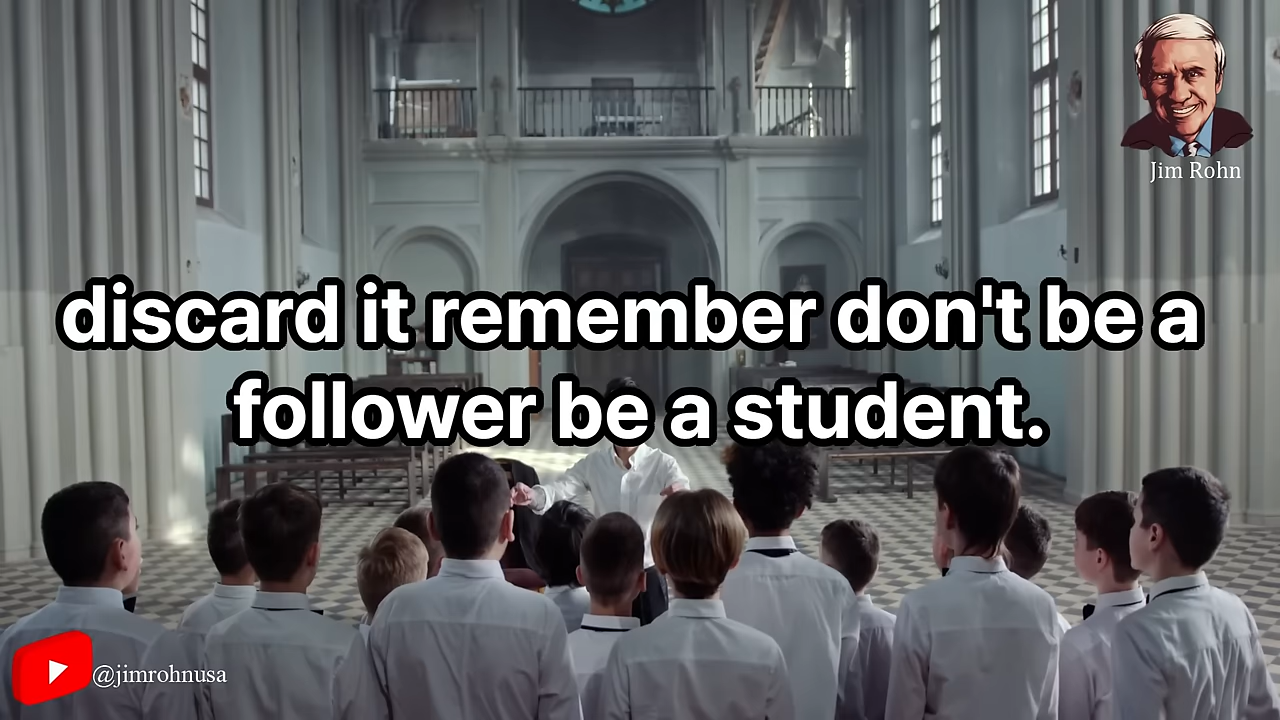 Jim Rohn
discard it remember don't be a
follower be a student.
@jimrohnusa